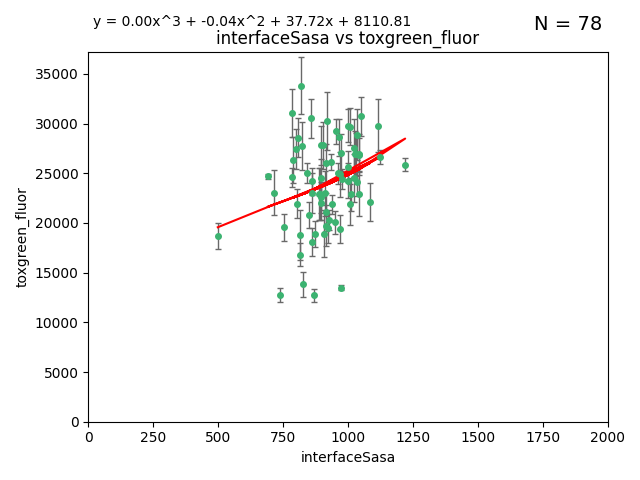 y = 0.00x^3 + -0.04x^2 + 37.72x + 8110.81
N = 78
interfaceSasa vs toxgreen_fluor
toxgreen_fluor
35000
30000
25000
20000
15000
10000
5000
0
0 250 500 750 1000 1250 1500 1750 2000
interfaceSasa